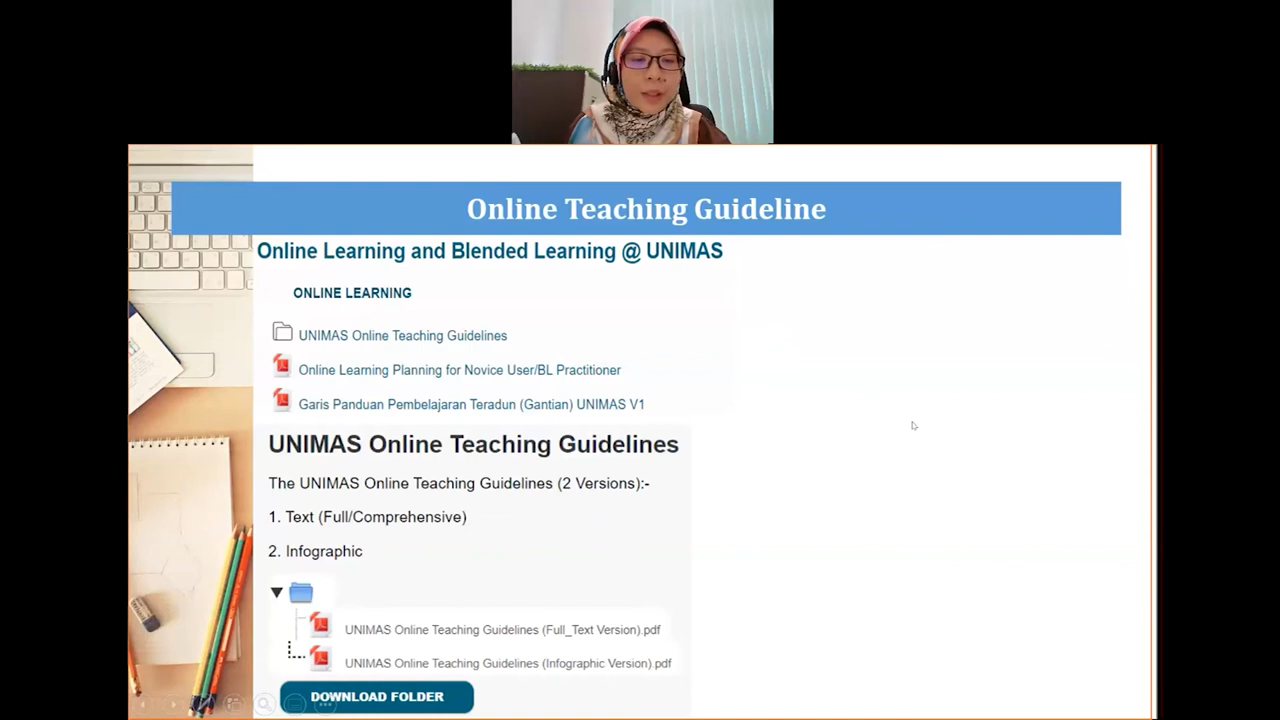 Online Teaching Guideline
Online Learning and Blended Learning @ UNIMAS
ONLINE LEARNING
UNIMAS Online Teaching Guidelines
Online Learning Planning for Novice User/BL Practitioner
Garis Panduan Pembelajaran Teradun (Gantian) UNIMAS V1
UNIMAS Online Teaching Guidelines
The UNIMAS Online Teaching Guidelines (2 Versions):-
1. Text (Full/Comprehensive)
2. Infographic
UNIMAS Online Teaching Guidelines (Full_Text Version).pdf
UNIMAS Online Teaching Guidelines (Infographic Version).pdf
DOWNLOAD FOLDER